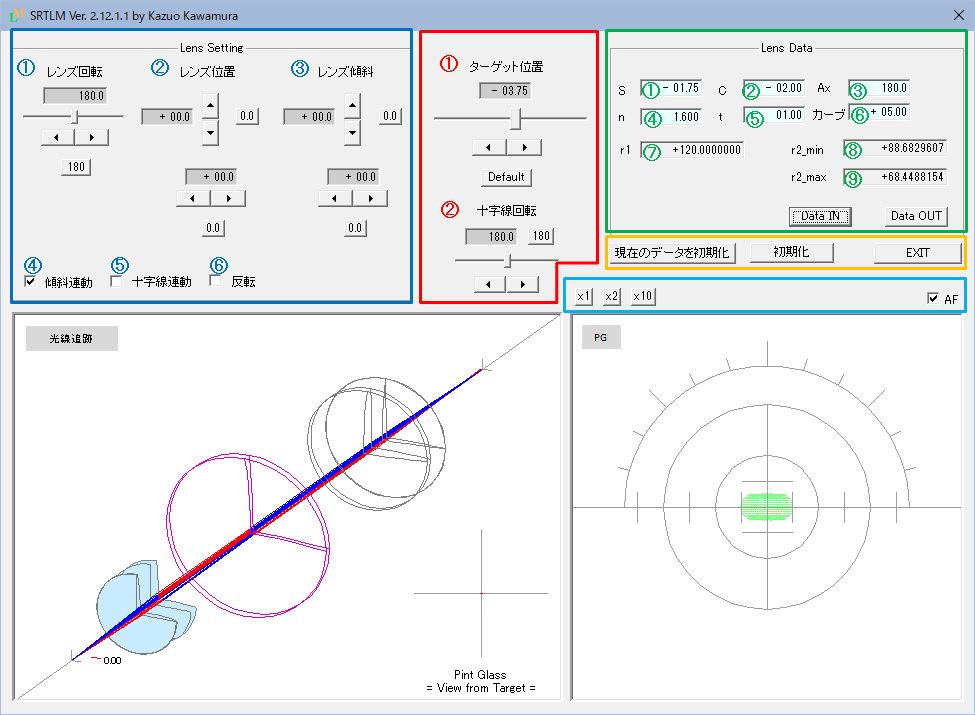 SRTLM Ver. 2.12.1.1 by Kazuo Kawamura
Lens Setting
① レンズ回転
180.0
180
② レンズ位置
+ 00.0
0.0
+ 00.0
0.0
③ レンズ傾斜
+ 00.0
0.0
+ 00.0
0.0
④ 傾斜連動
⑤ 十字線連動
⑥ 反転
① ターゲット位置
- 03.75
Default
② 十字線回転
180.0 180
Lens Data
S ① - 01.75 C ② - 02.00 Ax ③ 180.0
n ④ 1.600 t ⑤ 01.00 カーブ ⑥ + 05.00
r1 ⑦ +120.0000000 r2_min ⑧ +88.6829607
r2_max ⑨ +68.4488154
Data IN Data OUT
現在のデータを初期化 初期化 EXIT
x1 x2 x10 AF
光線追跡
0.00
Pint Glass
= View from Target =
PG